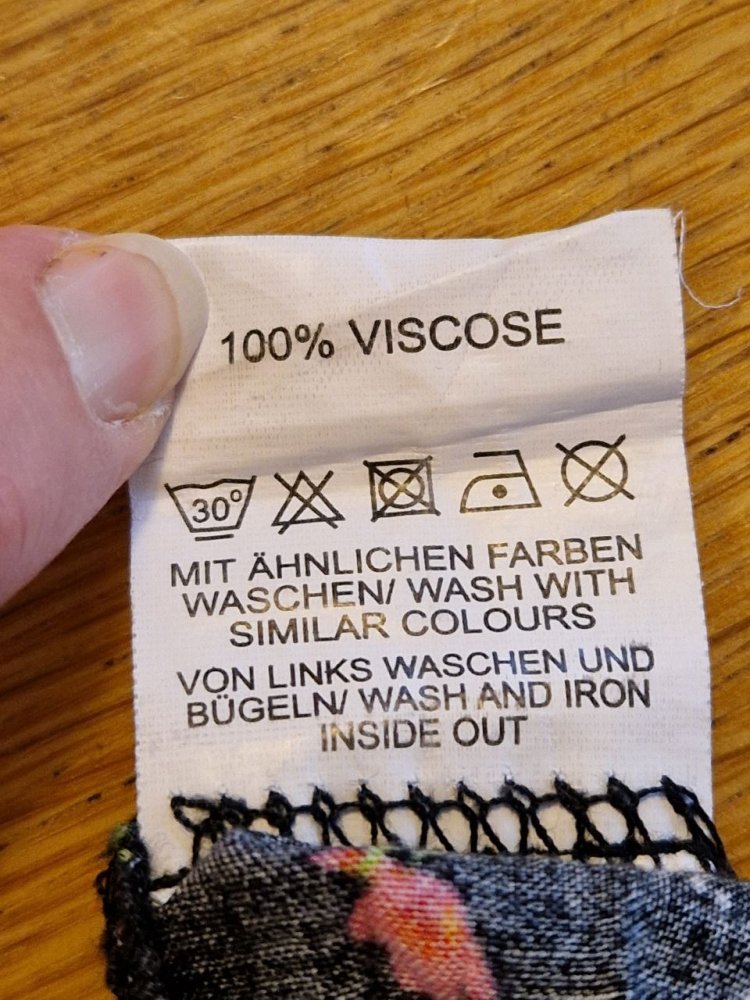 100% VISCOSE
30°
MIT ÄHNLICHEN FARBEN
WASCHEN/ WASH WITH
SIMILAR COLOURS
VON LINKS WASCHEN UND
BÜGELN/ WASH AND IRON
INSIDE OUT